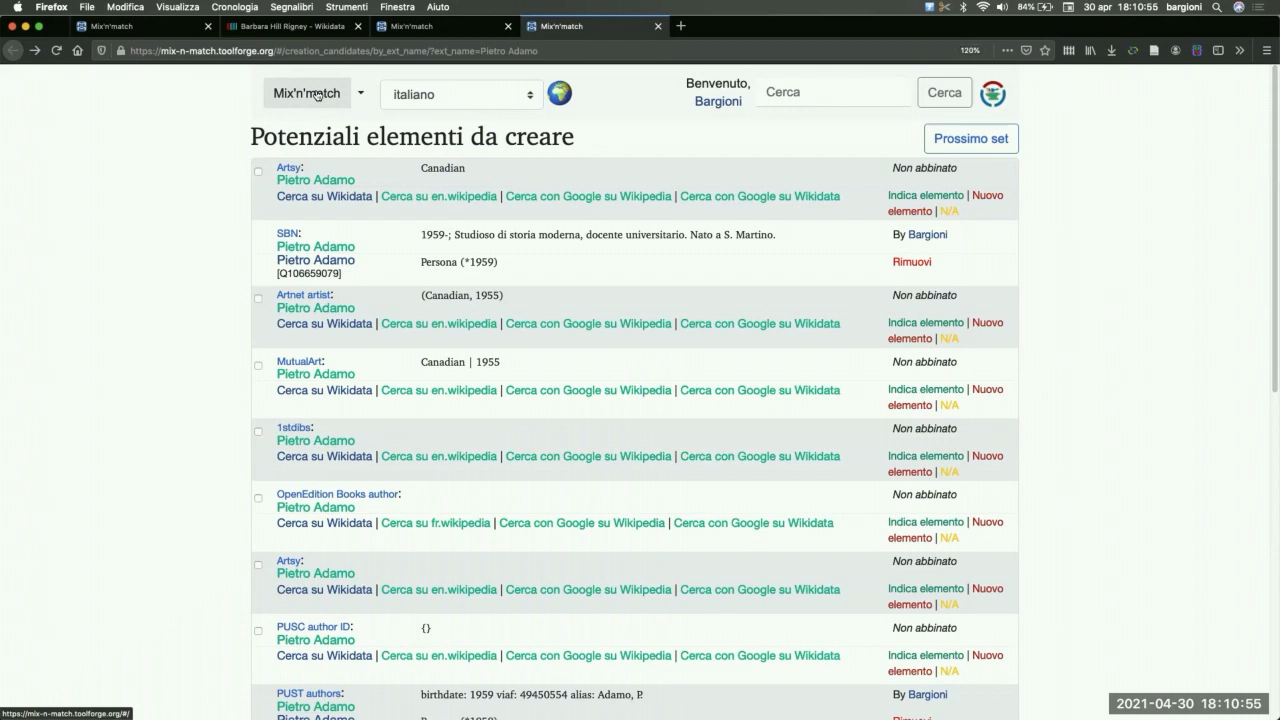 Firefox File Modifica Visualizza Cronologia Segnalibri Strumenti Finestra Aiuto 84% 30 apr 18:10:55 bargioni
Mix'n'match Barbara Hill Rigney - Wikidata Mix'n'match Mix'n'match
https://mix-n-match.toolforge.org/#/creation_candidates/by_ext_name/?ext_name=Pietro Adamo 120%
Mix'n'match italiano Benvenuto, Bargioni Cerca Cerca
Potenziali elementi da creare Prossimo set
Artsy: Canadian Non abbinato
Pietro Adamo
Cerca su Wikidata | Cerca su en.wikipedia | Cerca con Google su Wikipedia | Cerca con Google su Wikidata Indica elemento | Nuovo
elemento | N/A
SBN: 1959-; Studioso di storia moderna, docente universitario. Nato a S. Martino. By Bargioni
Pietro Adamo
Pietro Adamo Persona (*1959) Rimuovi
[Q106659079]
Artnet artist: (Canadian, 1955) Non abbinato
Pietro Adamo
Cerca su Wikidata | Cerca su en.wikipedia | Cerca con Google su Wikipedia | Cerca con Google su Wikidata Indica elemento | Nuovo
elemento | N/A
MutualArt: Canadian | 1955 Non abbinato
Pietro Adamo
Cerca su Wikidata | Cerca su en.wikipedia | Cerca con Google su Wikipedia | Cerca con Google su Wikidata Indica elemento | Nuovo
elemento | N/A
1stdibs: Non abbinato
Pietro Adamo
Cerca su Wikidata | Cerca su en.wikipedia | Cerca con Google su Wikipedia | Cerca con Google su Wikidata Indica elemento | Nuovo
elemento | N/A
OpenEdition Books author: Non abbinato
Pietro Adamo
Cerca su Wikidata | Cerca su fr.wikipedia | Cerca con Google su Wikipedia | Cerca con Google su Wikidata Indica elemento | Nuovo
elemento | N/A
Artsy: Non abbinato
Pietro Adamo
Cerca su Wikidata | Cerca su en.wikipedia | Cerca con Google su Wikipedia | Cerca con Google su Wikidata Indica elemento | Nuovo
elemento | N/A
PUSC author ID: {} Non abbinato
Pietro Adamo
Cerca su Wikidata | Cerca su en.wikipedia | Cerca con Google su Wikipedia | Cerca con Google su Wikidata Indica elemento | Nuovo
elemento | N/A
PUST authors: birthdate: 1959 viaf: 49450554 alias: Adamo, P. By Bargioni
Pietro Adamo
https://mix-n-match.toolforge.org/#/ 2021-04-30 18:10:55